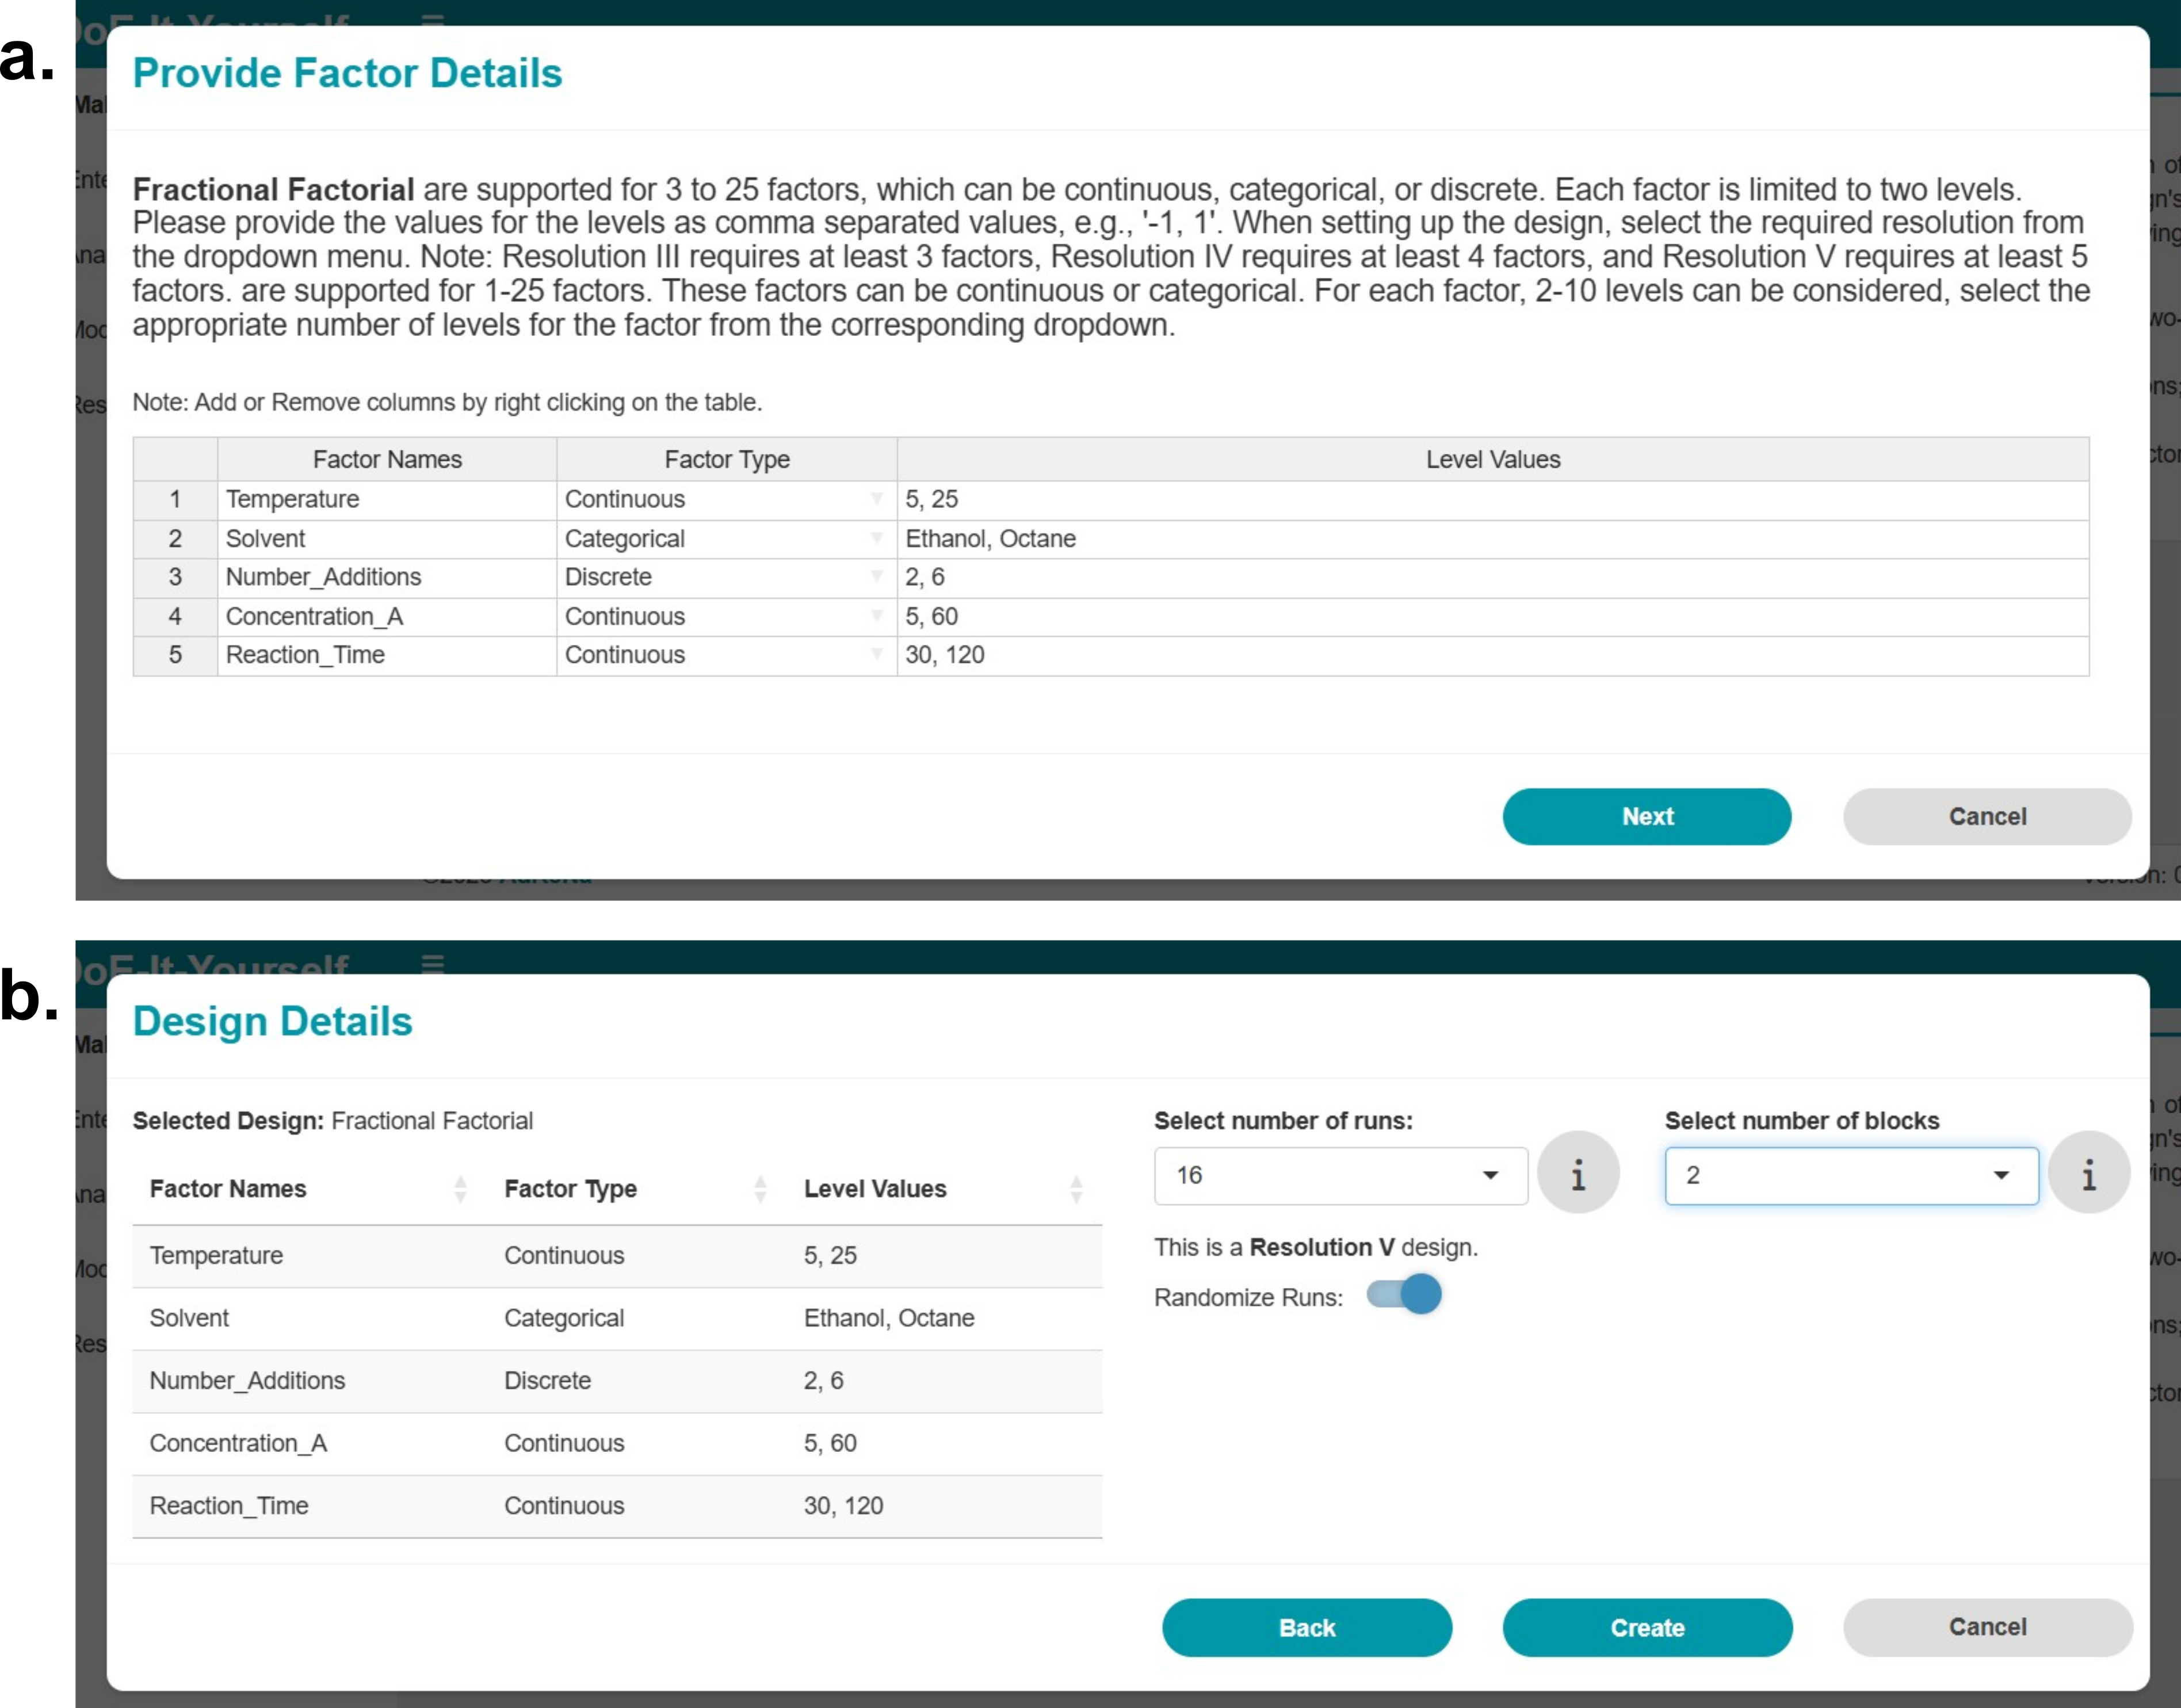 a.
Provide Factor Details
Fractional Factorial are supported for 3 to 25 factors, which can be continuous, categorical, or discrete. Each factor is limited to two levels.
Please provide the values for the levels as comma separated values, e.g., '-1, 1'. When setting up the design, select the required resolution from
the dropdown menu. Note: Resolution III requires at least 3 factors, Resolution IV requires at least 4 factors, and Resolution V requires at least 5
factors. are supported for 1-25 factors. These factors can be continuous or categorical. For each factor, 2-10 levels can be considered, select the
appropriate number of levels for the factor from the corresponding dropdown.
Note: Add or Remove columns by right clicking on the table.
Factor Names Factor Type Level Values
1 Temperature Continuous 5, 25
2 Solvent Categorical Ethanol, Octane
3 Number_Additions Discrete 2, 6
4 Concentration_A Continuous 5, 60
5 Reaction_Time Continuous 30, 120
Next Cancel
b.
DoE-It-Yourself
Design Details
Selected Design: Fractional Factorial
Factor Names Factor Type Level Values
Temperature Continuous 5, 25
Solvent Categorical Ethanol, Octane
Number_Additions Discrete 2, 6
Concentration_A Continuous 5, 60
Reaction_Time Continuous 30, 120
Select number of runs: Select number of blocks
16 i 2 i
This is a Resolution V design.
Randomize Runs:
Back Create Cancel